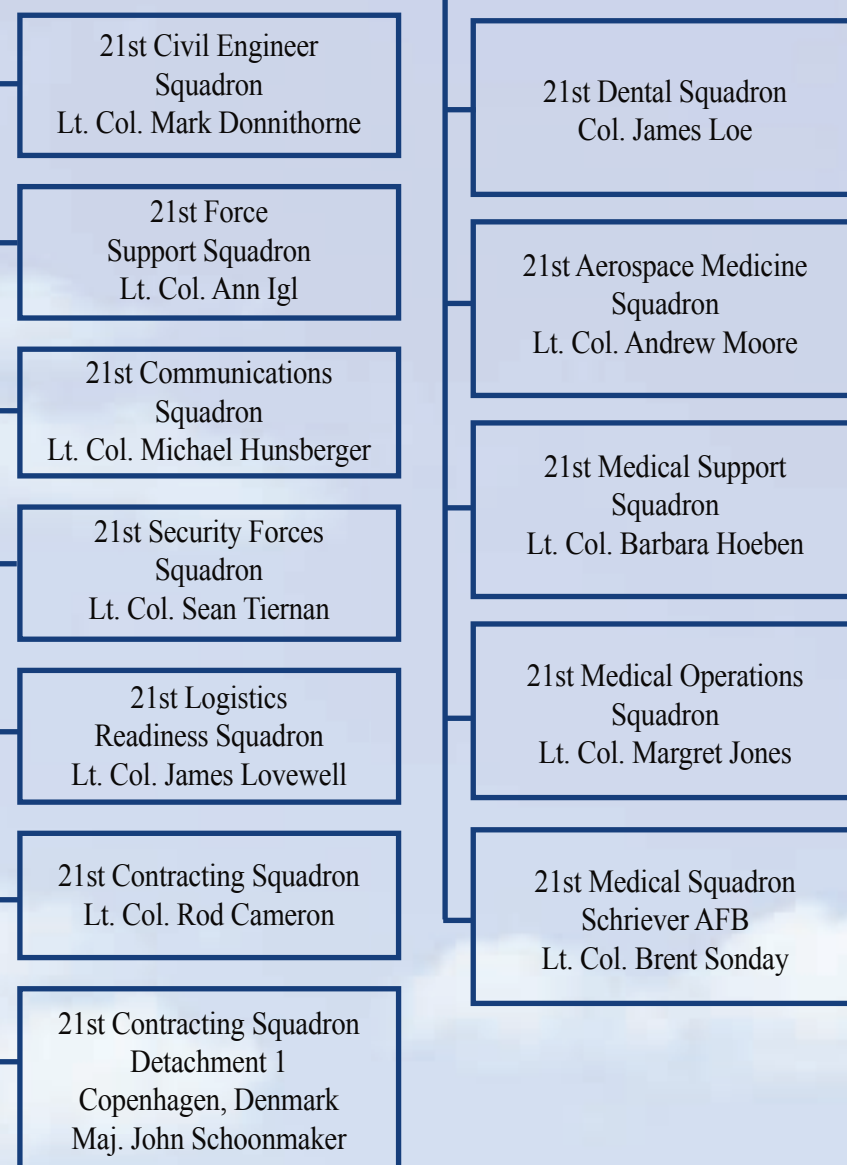 21st Civil Engineer
Squadron
Lt. Col. Mark Donnithorne
21st Force
Support Squadron
Lt. Col. Ann Igl
21st Communications
Squadron
Lt. Col. Michael Hunsberger
21st Security Forces
Squadron
Lt. Col. Sean Tiernan
21st Logistics
Readiness Squadron
Lt. Col. James Lovewell
21st Contracting Squadron
Lt. Col. Rod Cameron
21st Contracting Squadron
Detachment 1
Copenhagen, Denmark
Maj. John Schoonmaker
21st Dental Squadron
Col. James Loe
21st Aerospace Medicine
Squadron
Lt. Col. Andrew Moore
21st Medical Support
Squadron
Lt. Col. Barbara Hoeben
21st Medical Operations
Squadron
Lt. Col. Margret Jones
21st Medical Squadron
Schriever AFB
Lt. Col. Brent Sonday